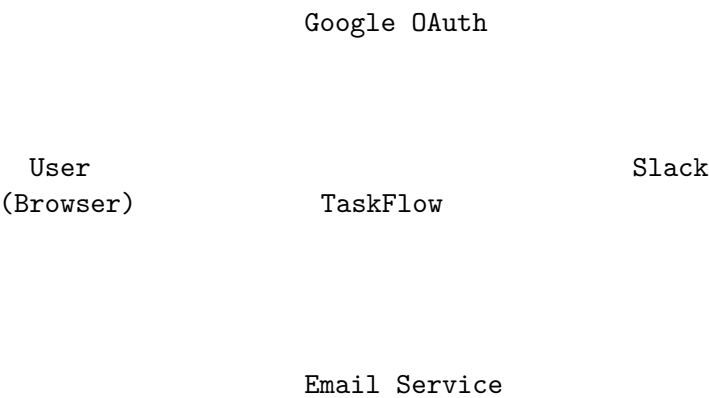 Google OAuth
User
Slack
(Browser)
TaskFlow
Email Service